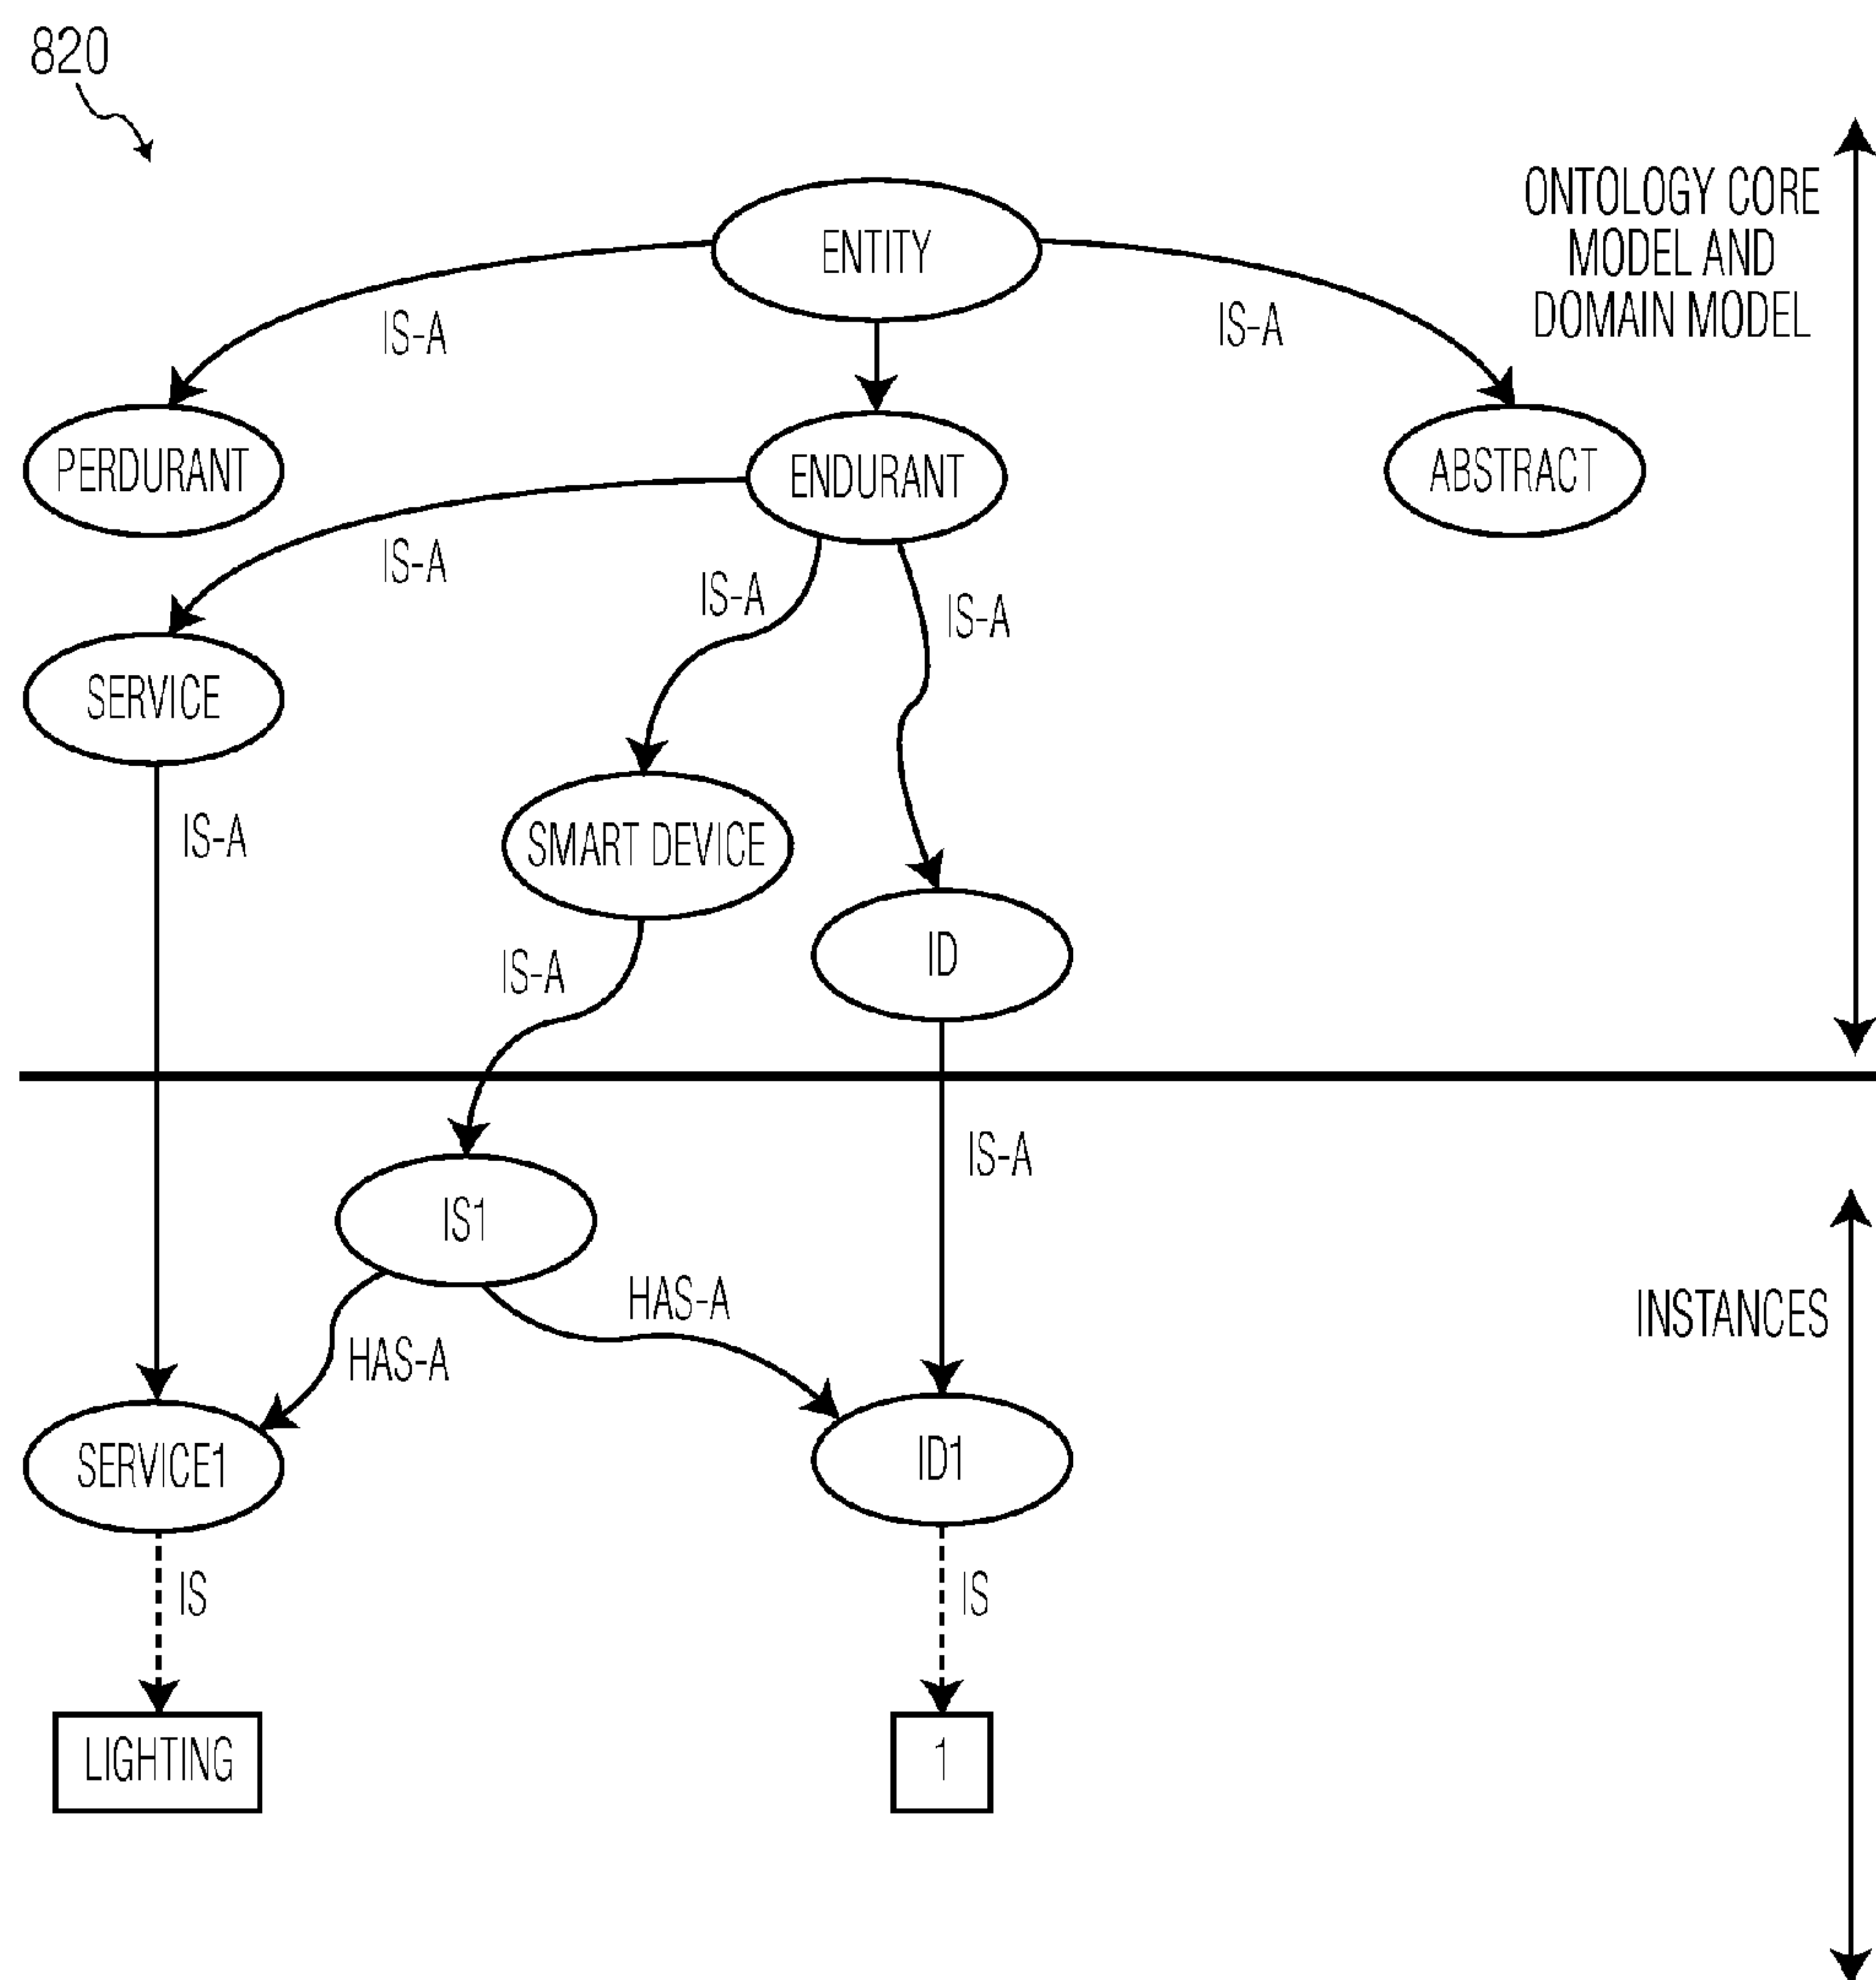 820
ONTOLOGY CORE
MODEL AND
DOMAIN MODEL
ENTITY
IS-A
IS-A
PERDURANT
ENDURANT
ABSTRACT
IS-A
IS-A
IS-A
SERVICE
IS-A
SMART DEVICE
ID
IS-A
IS-A
IS1
HAS-A
HAS-A
INSTANCES
SERVICE1
ID1
IS
IS
LIGHTING
1